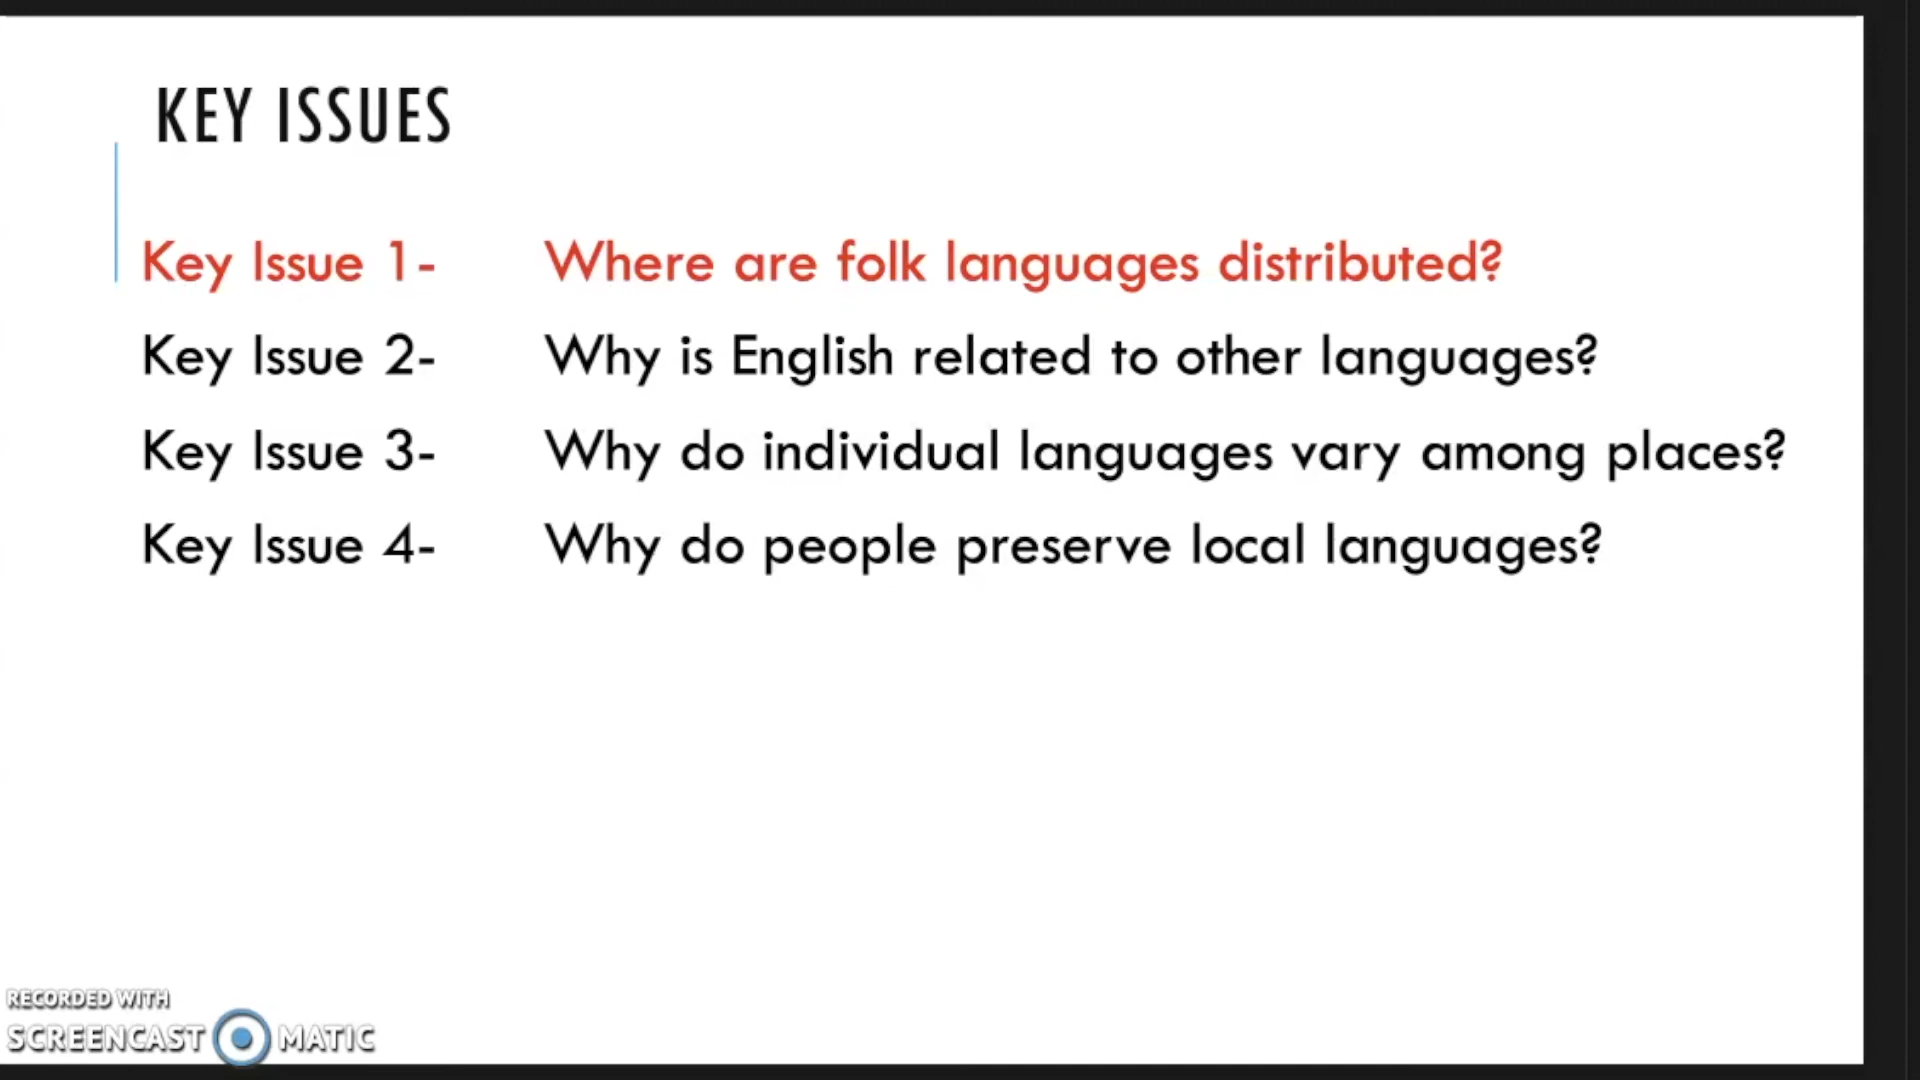 KEY ISSUES
Key Issue 1- Where are folk languages distributed?
Key Issue 2- Why is English related to other languages?
Key Issue 3- Why do individual languages vary among places?
Key Issue 4- Why do people preserve local languages?
RECORDED WITH
SCREENCAST MATIC